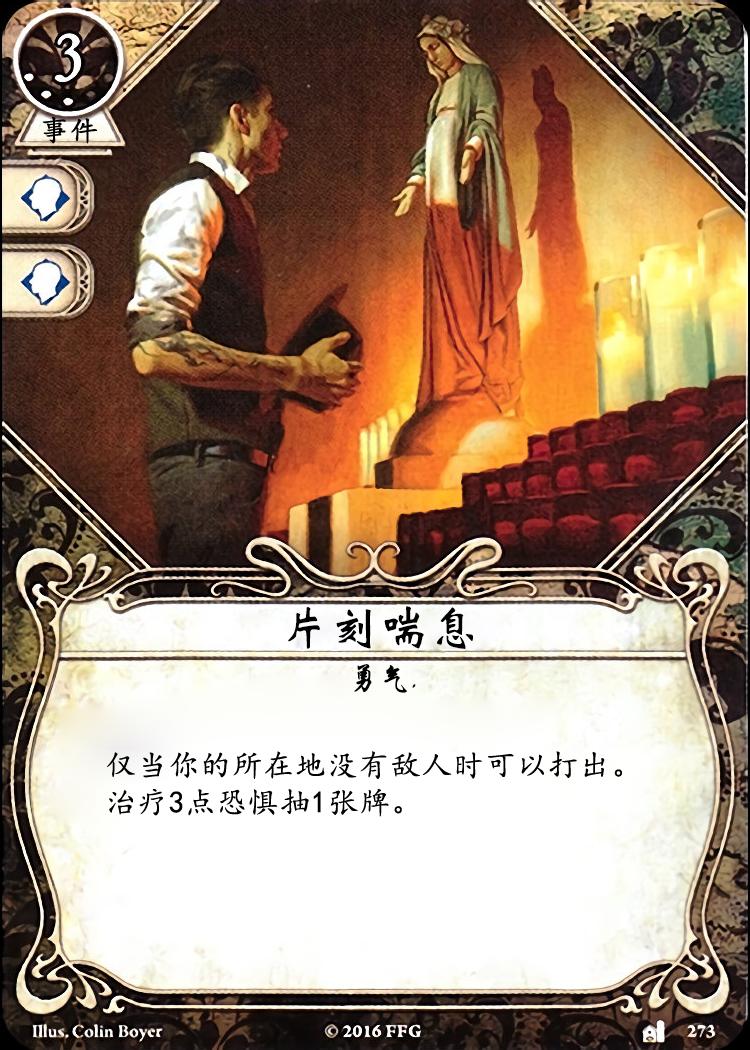 3
事件
片刻喘息
勇气.
仅当你的所在地没有敌人时可以打出。
治疗3点恐惧抽1张牌。
Illus. Colin Boyer
© 2016 FFG
273